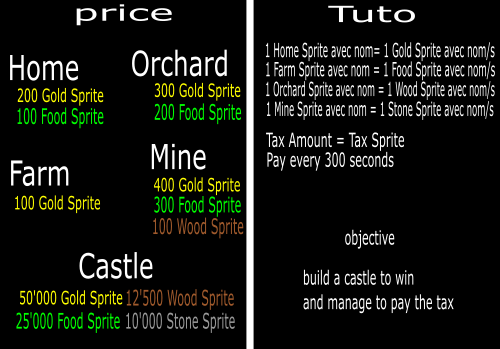 price
Home
200 Gold Sprite
100 Food Sprite
Orchard
300 Gold Sprite
200 Food Sprite
Farm
100 Gold Sprite
Mine
400 Gold Sprite
300 Food Sprite
100 Wood Sprite
Castle
50'000 Gold Sprite 12'500 Wood Sprite
25'000 Food Sprite 10'000 Stone Sprite
Tuto
1 Home Sprite avec nom= 1 Gold Sprite avec nom/s
1 Farm Sprite avec nom = 1 Food Sprite avec nom/s
1 Orchard Sprite avec nom = 1 Wood Sprite avec nom/s
1 Mine Sprite avec nom = 1 Stone Sprite avec nom/s
Tax Amount = Tax Sprite
Pay every 300 seconds
objective
build a castle to win
and manage to pay the tax